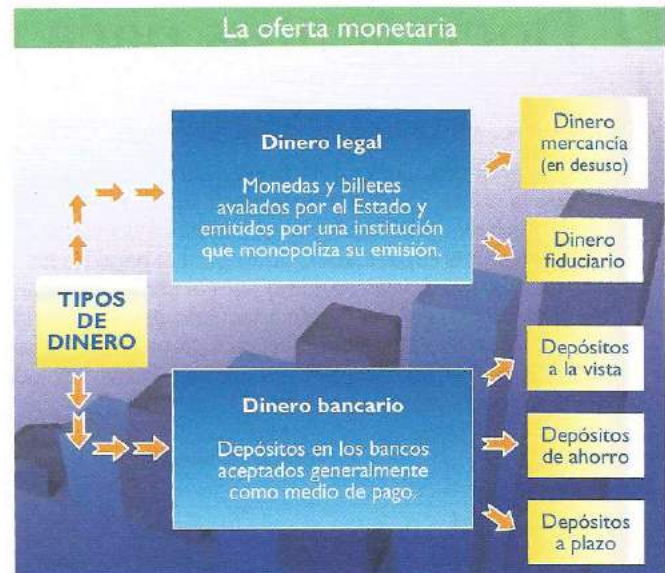 La oferta monetaria
TIPOS
DE
DINERO
Dinero legal
Monedas y billetes
avalados por el Estado y
emitidos por una institución
que monopoliza su emisión.
Dinero
mercancía
(en desuso)
Dinero
fiduciario
Dinero bancario
Depósitos en los bancos
aceptados generalmente
como medio de pago.
Depósitos
a la vista
Depósitos
de ahorro
Depósitos
a plazo